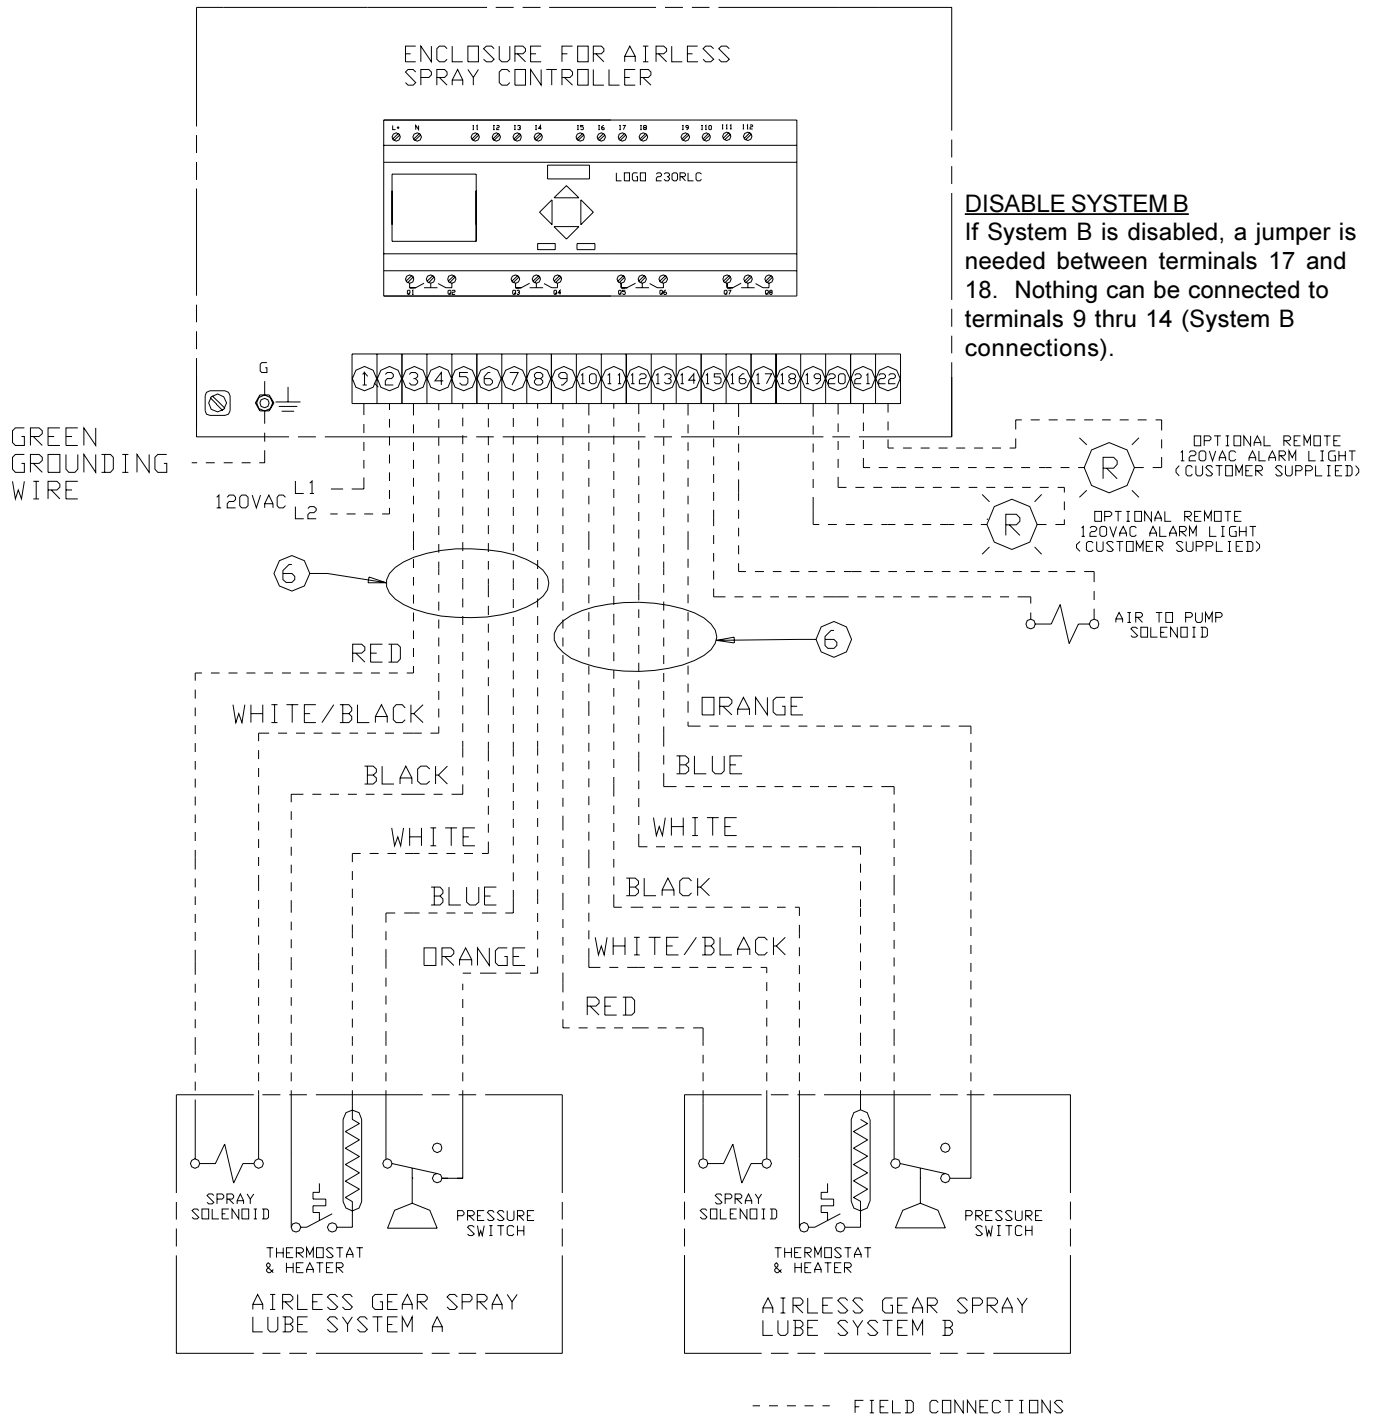 ENCLOSURE FOR AIRLESS
SPRAY CONTROLLER
L+ N I1 I2 I3 I4 I5 I6 I7 I8 I9 I10 I11 I12
LOGO 230RLC
Q1 Q2 Q3 Q4 Q5 Q6 Q7 Q8
DISABLE SYSTEM B
If System B is disabled, a jumper is
needed between terminals 17 and
18. Nothing can be connected to
terminals 9 thru 14 (System B
connections).
G
1 2 3 4 5 6 7 8 9 10 11 12 13 14 15 16 17 18 19 20 21 22
GREEN
GROUNDING
WIRE
120VAC
L1
L2
R
OPTIONAL REMOTE
120VAC ALARM LIGHT
(CUSTOMER SUPPLIED)
R
OPTIONAL REMOTE
120VAC ALARM LIGHT
(CUSTOMER SUPPLIED)
6
6
AIR TO PUMP
SOLENOID
RED
WHITE/BLACK
BLACK
WHITE
BLUE
ORANGE
ORANGE
BLUE
WHITE
BLACK
WHITE/BLACK
RED
SPRAY
SOLENOID
THERMOSTAT
& HEATER
PRESSURE
SWITCH
AIRLESS GEAR SPRAY
LUBE SYSTEM A
SPRAY
SOLENOID
THERMOSTAT
& HEATER
PRESSURE
SWITCH
AIRLESS GEAR SPRAY
LUBE SYSTEM B
----- FIELD CONNECTIONS